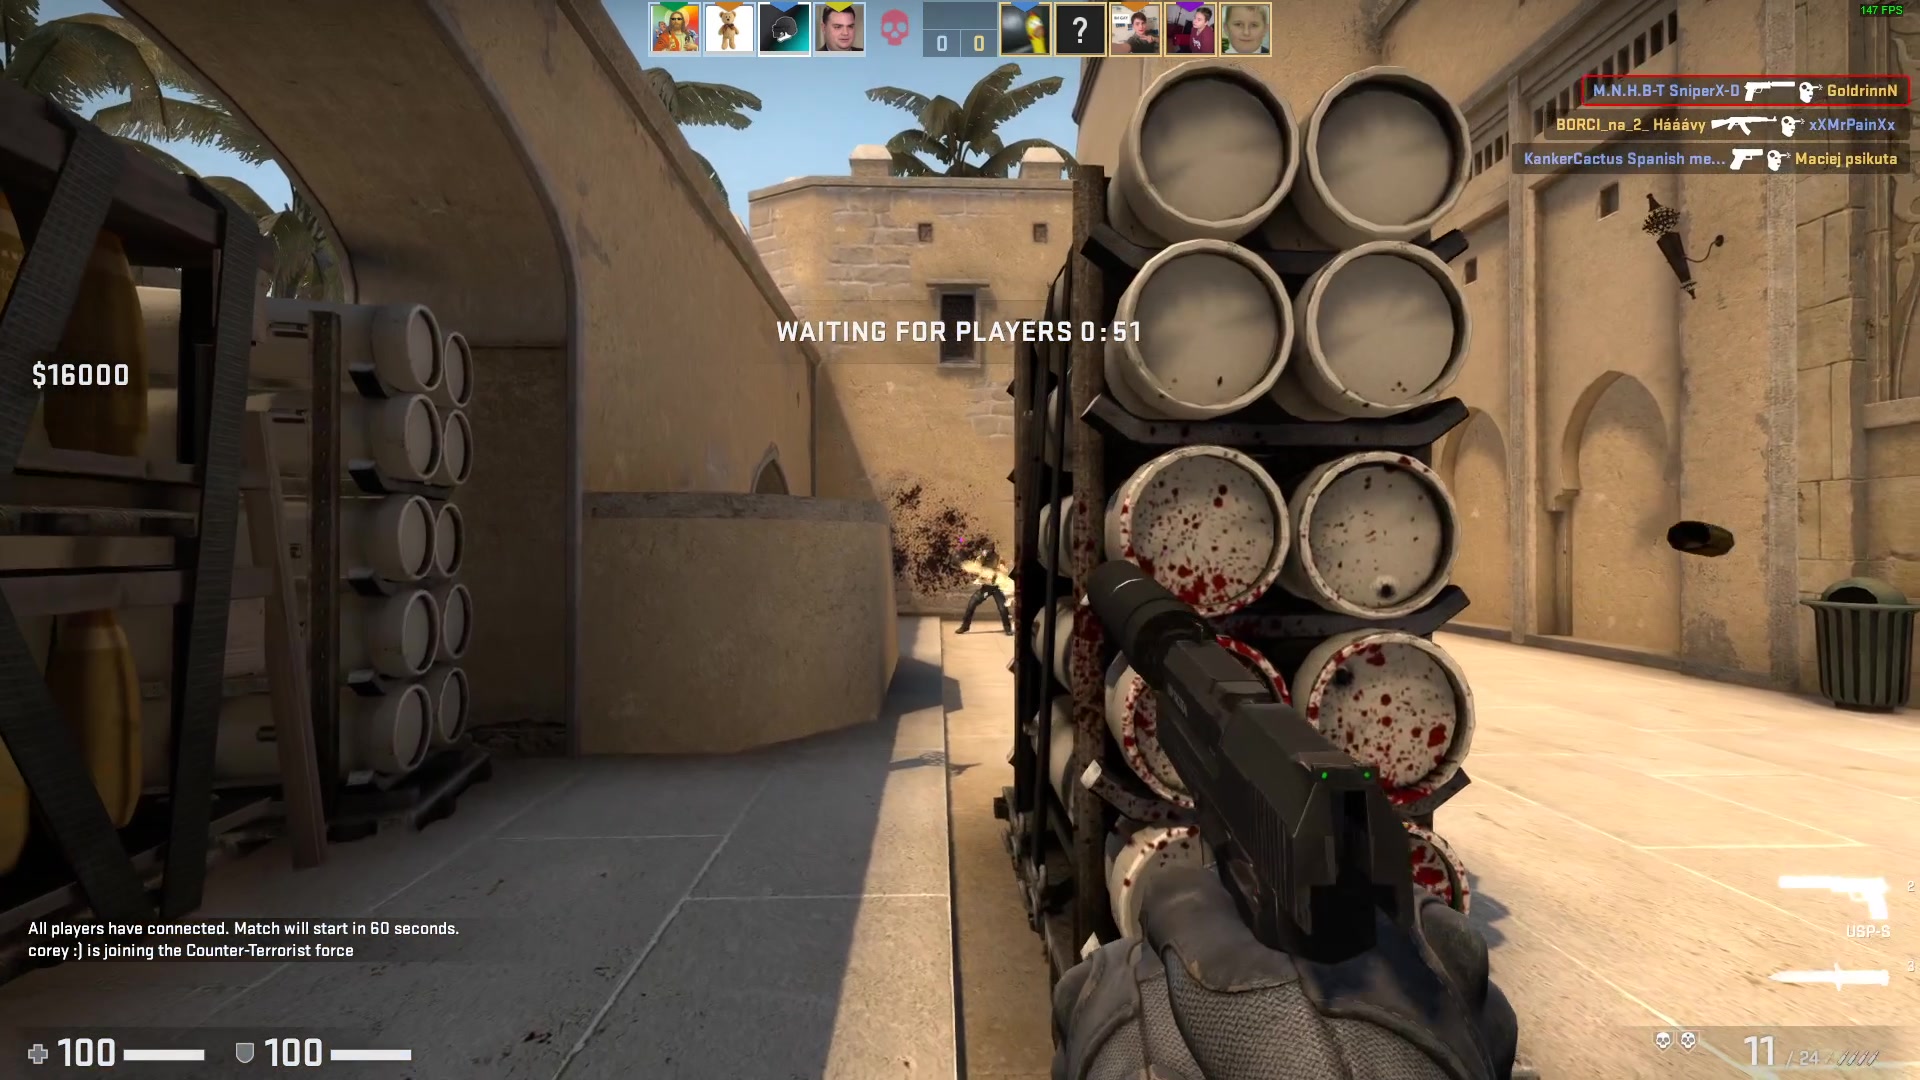 147 FPS
0 0
?
M.N.H.B-T SniperX-D GoldrinnN
BORCI_na_2_ Hááávy xXMrPainXx
KankerCactus Spanish me... Maciej psikuta
WAITING FOR PLAYERS 0:51
$16000
2
USP-S
3
All players have connected. Match will start in 60 seconds.
corey :) is joining the Counter-Terrorist force
100 100
11 / 24